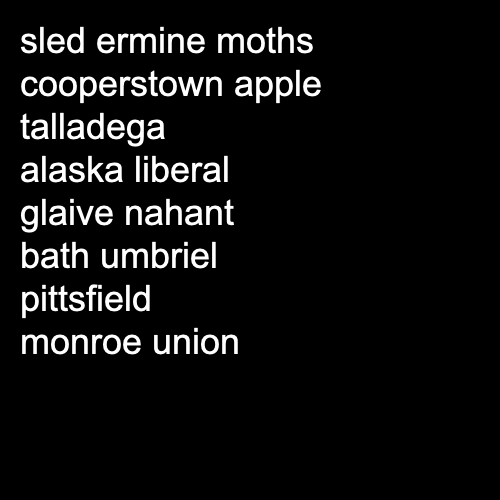 sled ermine moths
cooperstown apple
talladega
alaska liberal
glaive nahant
bath umbriel
pittsfield
monroe union